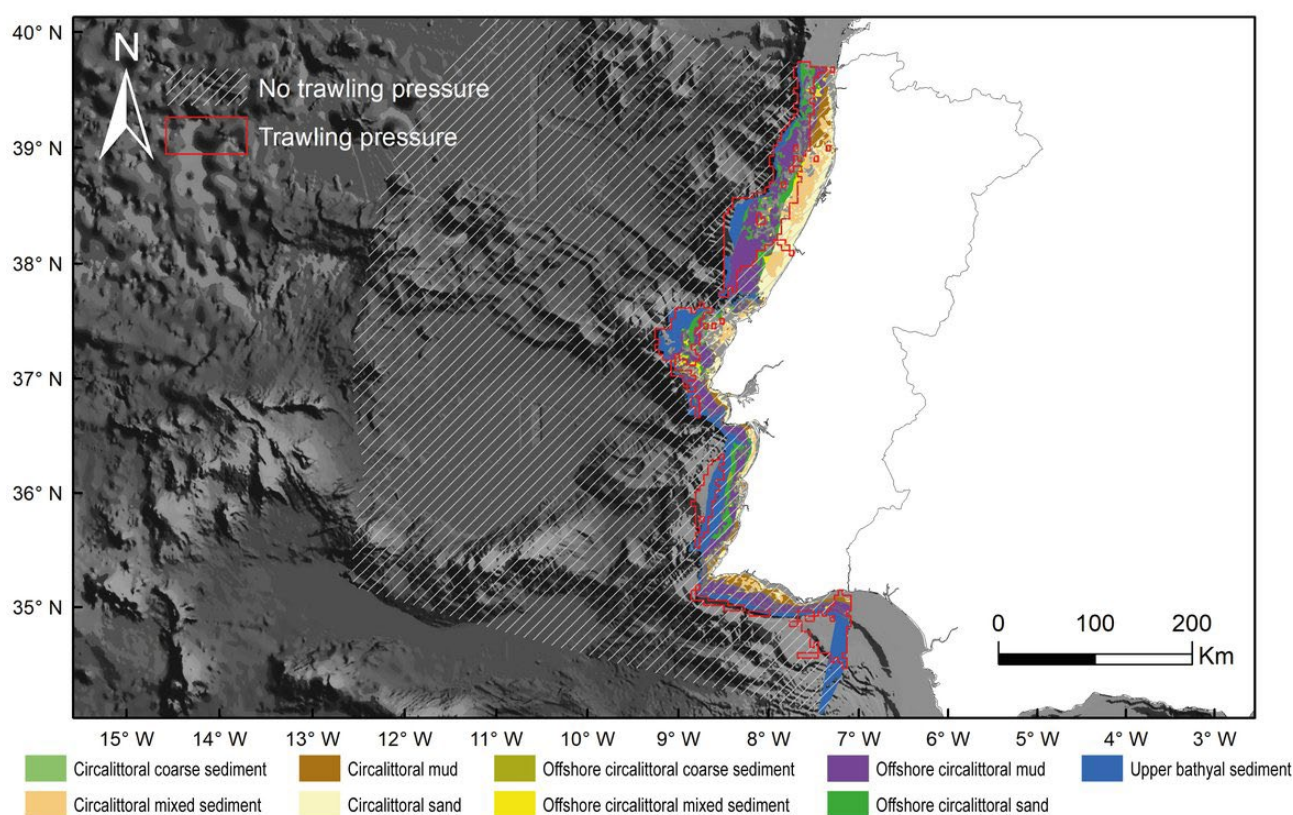 40° N
N
No trawling pressure
Trawling pressure
39° N
38° N
37° N
36° N
35° N
0 100 200
Km
15° W 14° W 13° W 12° W 11° W 10° W 9° W 8° W 7° W 6° W 5° W 4° W 3° W
Circalittoral coarse sediment Circalittoral mud Offshore circalittoral coarse sediment Offshore circalittoral mud Upper bathyal sediment
Circalittoral mixed sediment Circalittoral sand Offshore circalittoral mixed sediment Offshore circalittoral sand